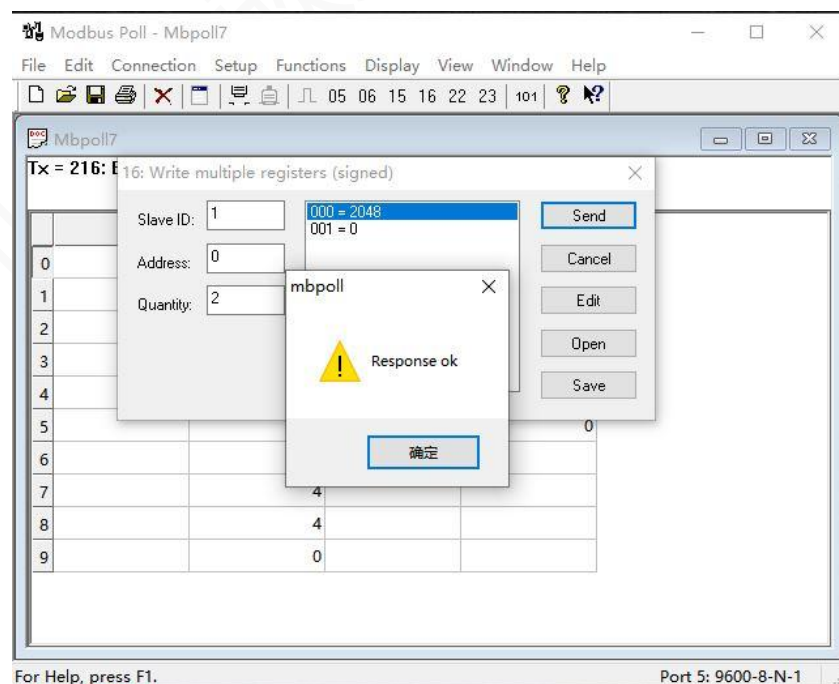 Modbus Poll - Mbpoll7
File Edit Connection Setup Functions Display View Window Help
05 06 15 16 22 23 101
Mbpoll7
Tx = 216:
16: Write multiple registers (signed)
Slave ID: 1
000 = 2048
Send
001 = 0
0
Address: 0
Cancel
1
Quantity: 2
mbpoll
Edit
2
Response ok
Open
3
Save
4
5
0
确定
6
7
4
8
4
9
0
For Help, press F1.
Port 5: 9600-8-N-1